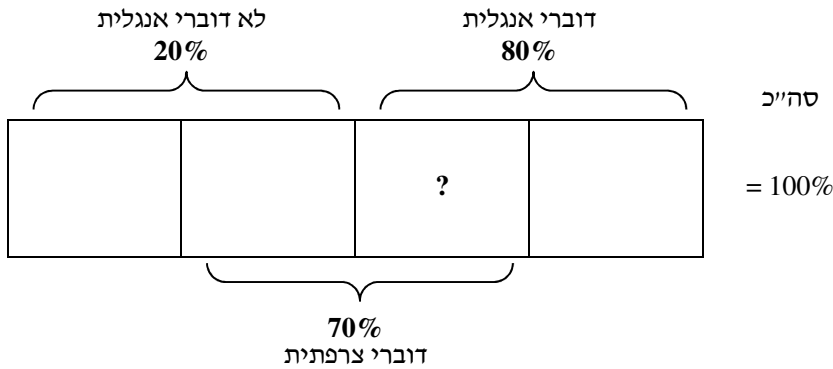 דוברי אנגלית
80%
לא דוברי אנגלית
20%
סה״כ
= 100%
?
70%
דוברי צרפתית